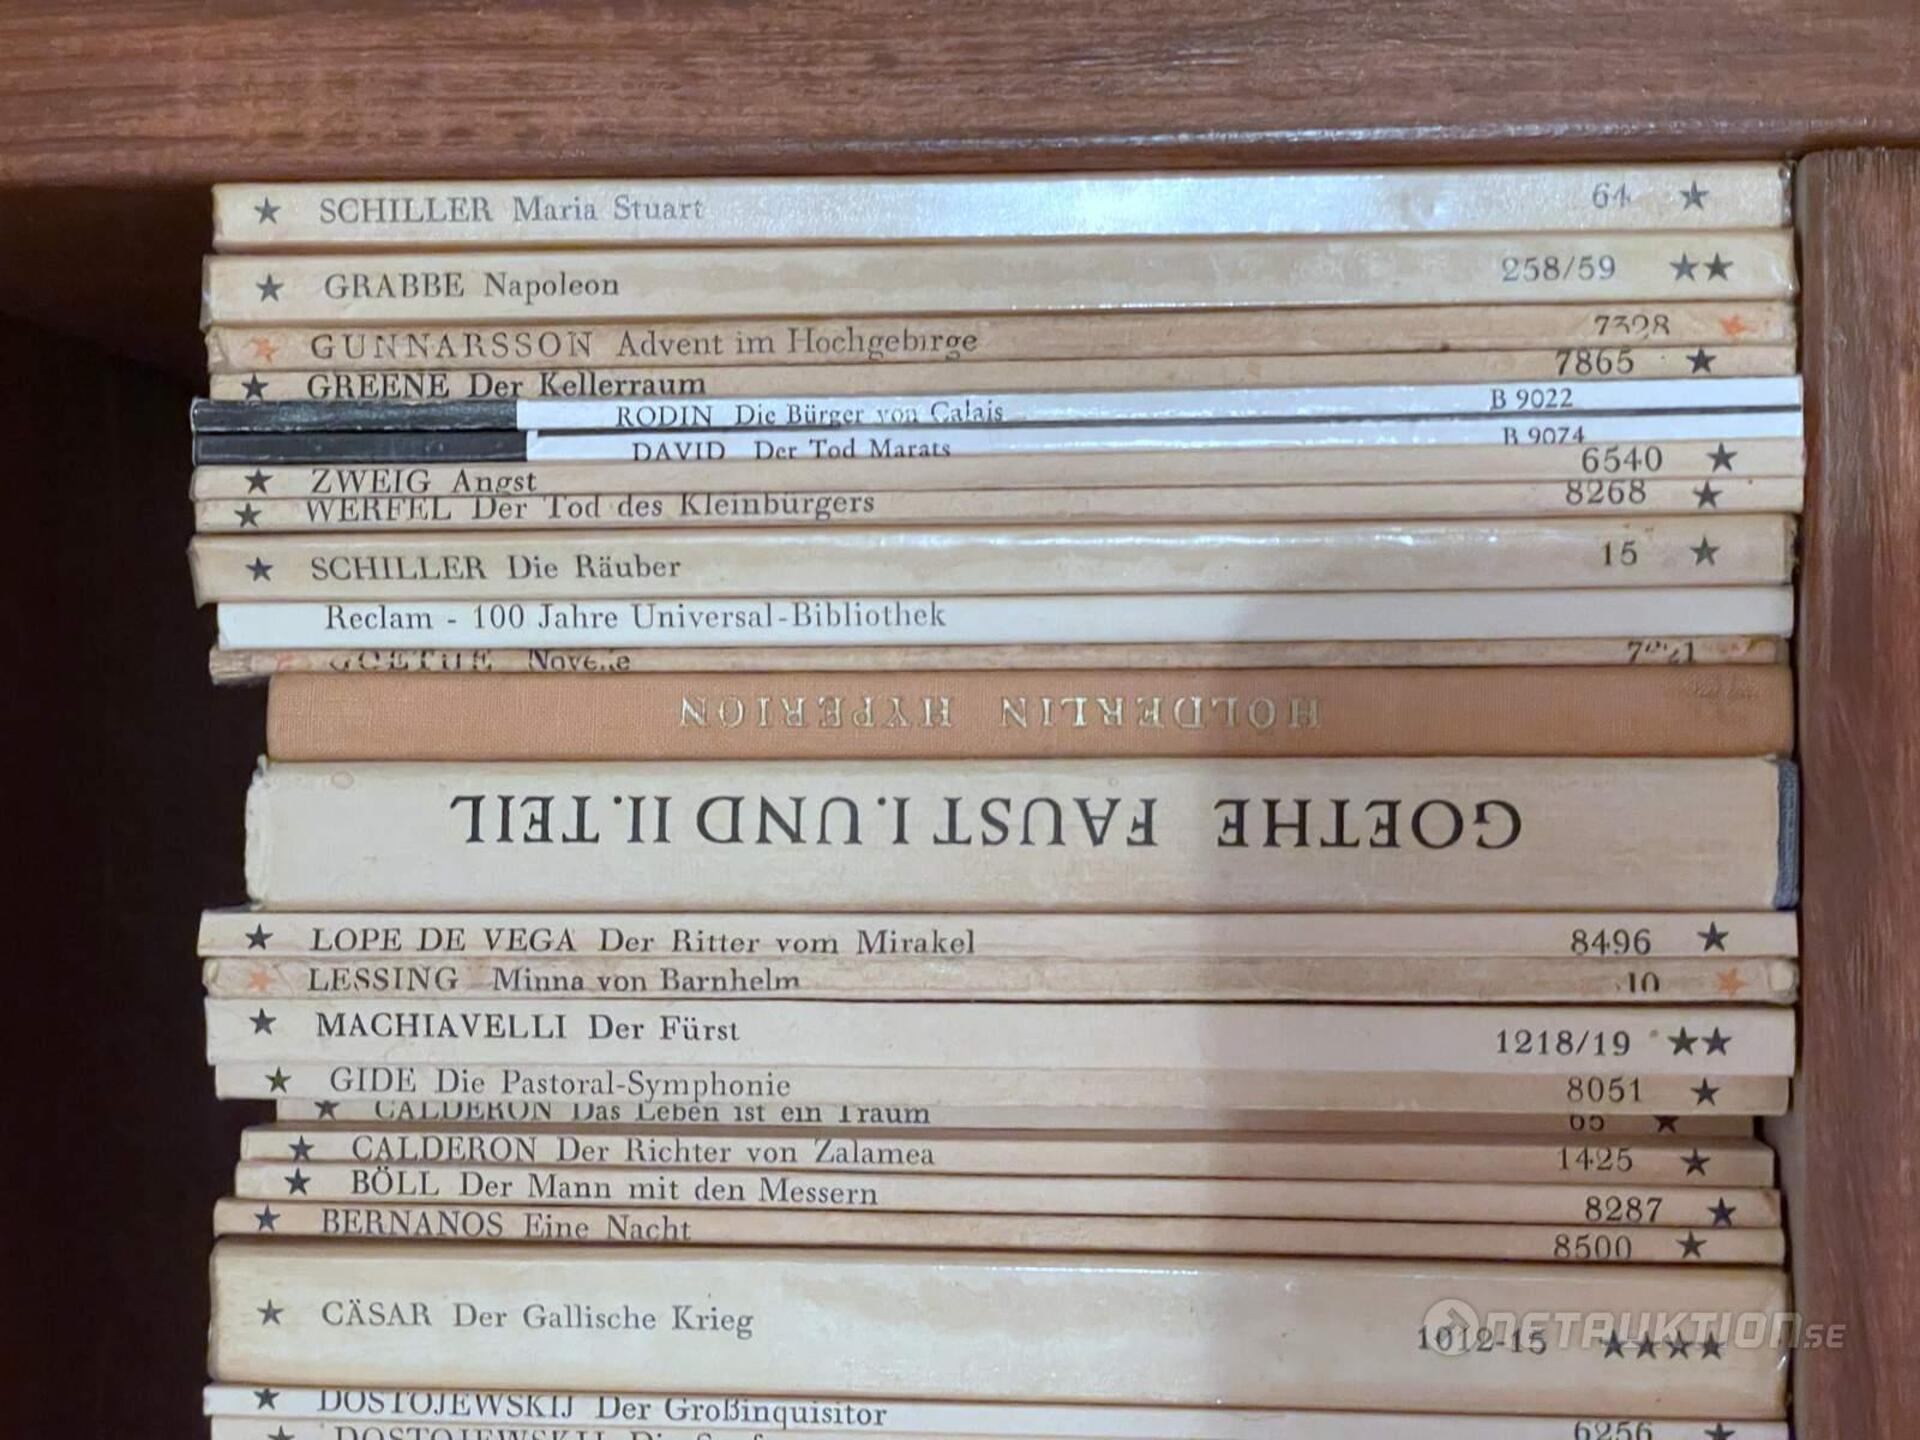 ★ SCHILLER Maria Stuart 64 ★
★ GRABBE Napoleon 258/59 ★★
★ GUNNARSSON Advent im Hochgebirge 7328 ★
★ GREENE Der Kellerraum 7865 ★
RODIN Die Bürger von Calais B 9022
DAVID Der Tod Marats B 9074
★ ZWEIG Angst 6540 ★
★ WERFEL Der Tod des Kleinbürgers 8268 ★
★ SCHILLER Die Räuber 15 ★
Reclam - 100 Jahre Universal-Bibliothek
GOETHE Novelle
HÖLDERLIN HYPERION
GOETHE FAUST I. UND II. TEIL
★ LOPE DE VEGA Der Ritter vom Mirakel 8496 ★
★ LESSING Minna von Barnhelm 10 ★
★ MACHIAVELLI Der Fürst 1218/19 ★★
★ GIDE Die Pastoral-Symphonie 8051 ★
★ CALDERON Das Leben ist ein Traum 65 ★
★ CALDERON Der Richter von Zalamea 1425 ★
★ BÖLL Der Mann mit den Messern 8287 ★
★ BERNANOS Eine Nacht 8500 ★
★ CÄSAR Der Gallische Krieg 1012-15 ★★★★
NETAUKTION.SE
★ DOSTOJEWSKIJ Der Großinquisitor 6256 ★
★ DOSTOJEWSKIJ Die